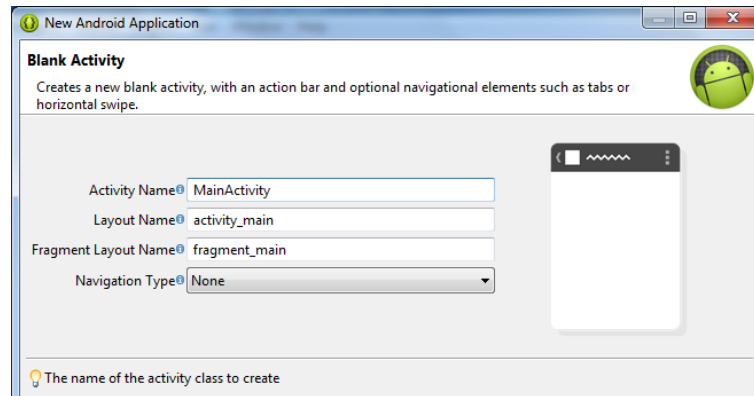 New Android Application
Blank Activity
Creates a new blank activity, with an action bar and optional navigational elements such as tabs or
horizontal swipe.
Activity Name MainActivity
Layout Name activity_main
Fragment Layout Name fragment_main
Navigation Type None
The name of the activity class to create